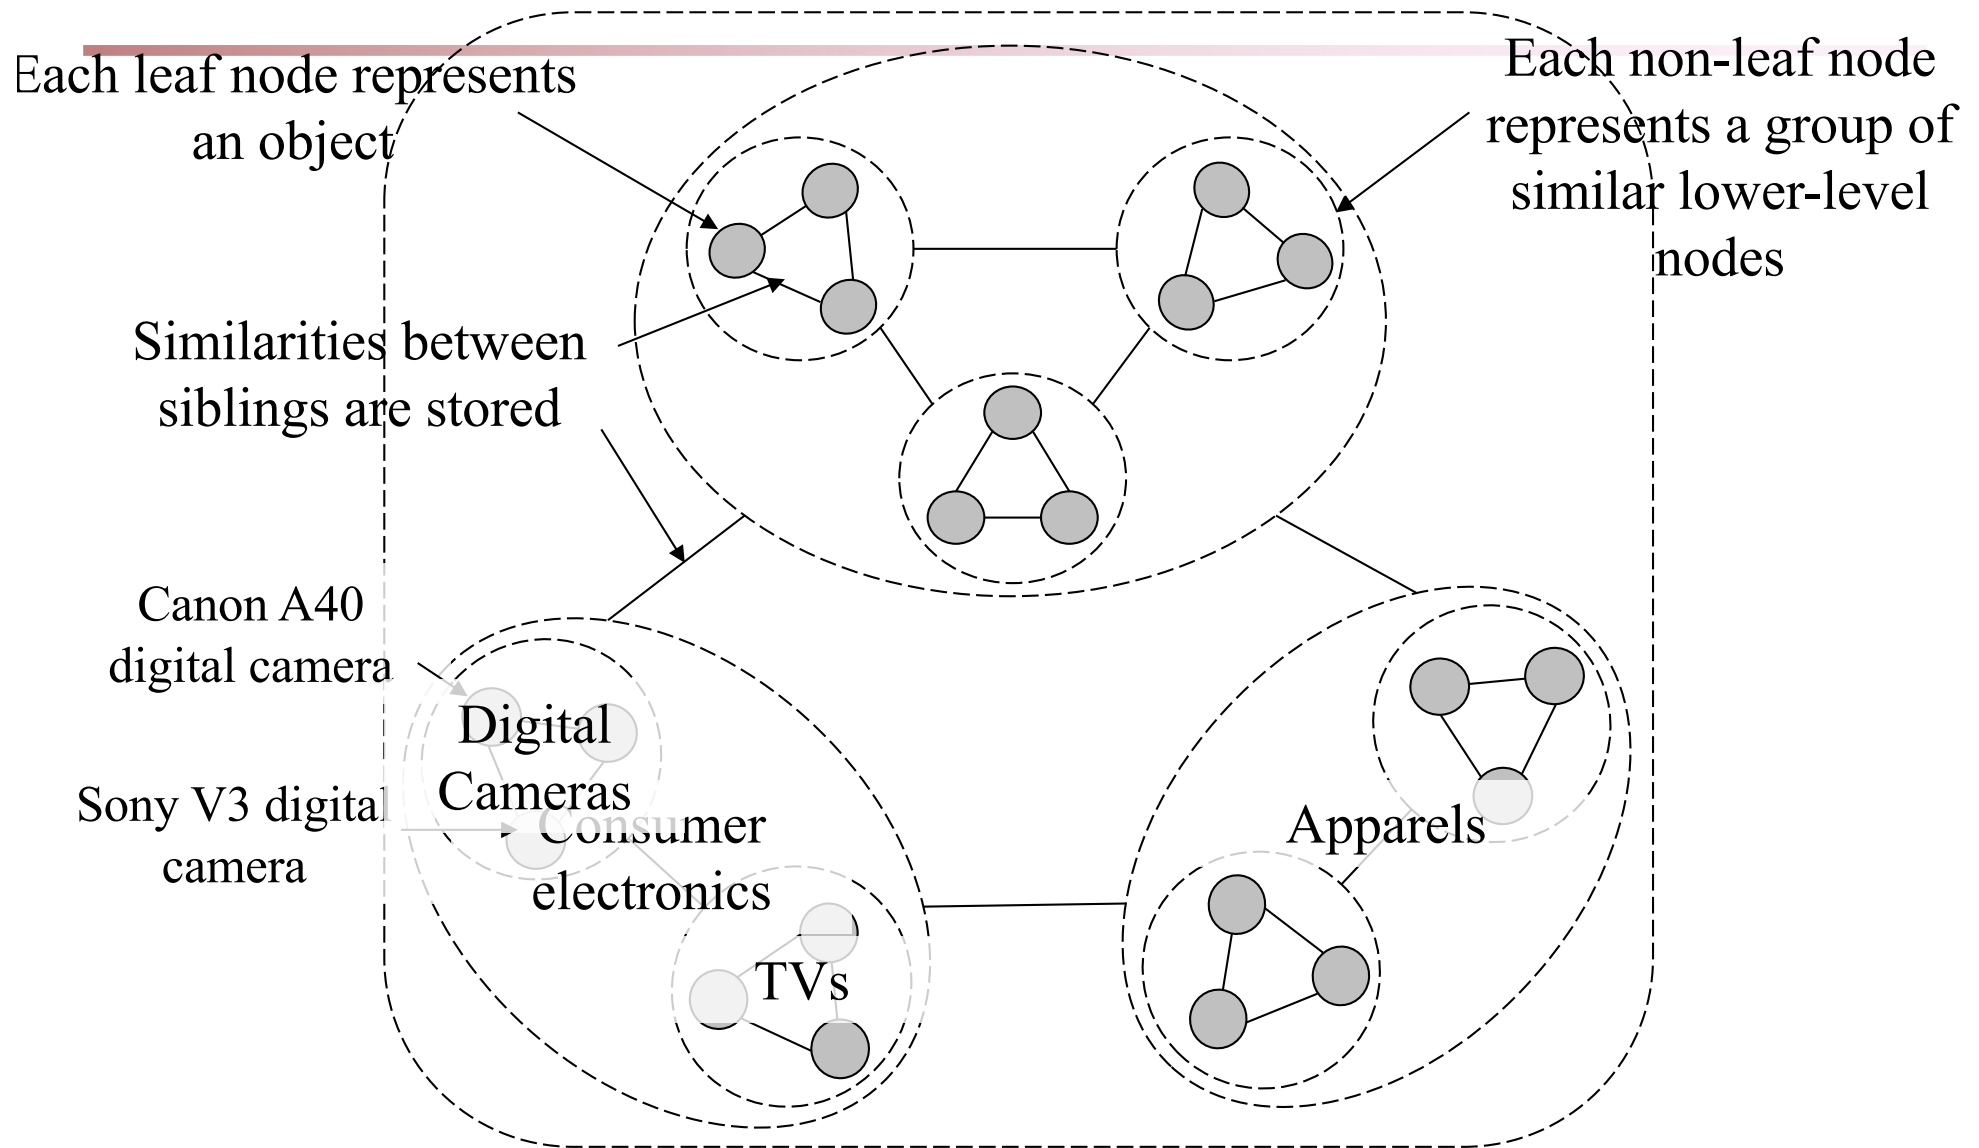 Each leaf node represents
an object
Each non-leaf node
represents a group of
similar lower-level
nodes
Similarities between
siblings are stored
Canon A40
digital camera
Digital
Cameras
Sony V3 digital
camera
Consumer
electronics
Apparels
TVs